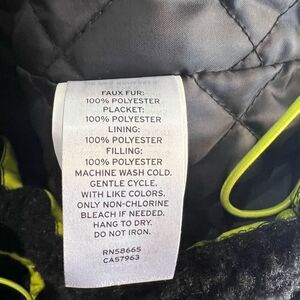 FAUX FUR:
100% POLYESTER
PLACKET:
100% POLYESTER
LINING:
100% POLYESTER
FILLING:
100% POLYESTER
MACHINE WASH COLD.
GENTLE CYCLE.
WITH LIKE COLORS.
ONLY NON-CHLORINE
BLEACH IF NEEDED.
HANG TO DRY.
DO NOT IRON.
RN58665
CA57963